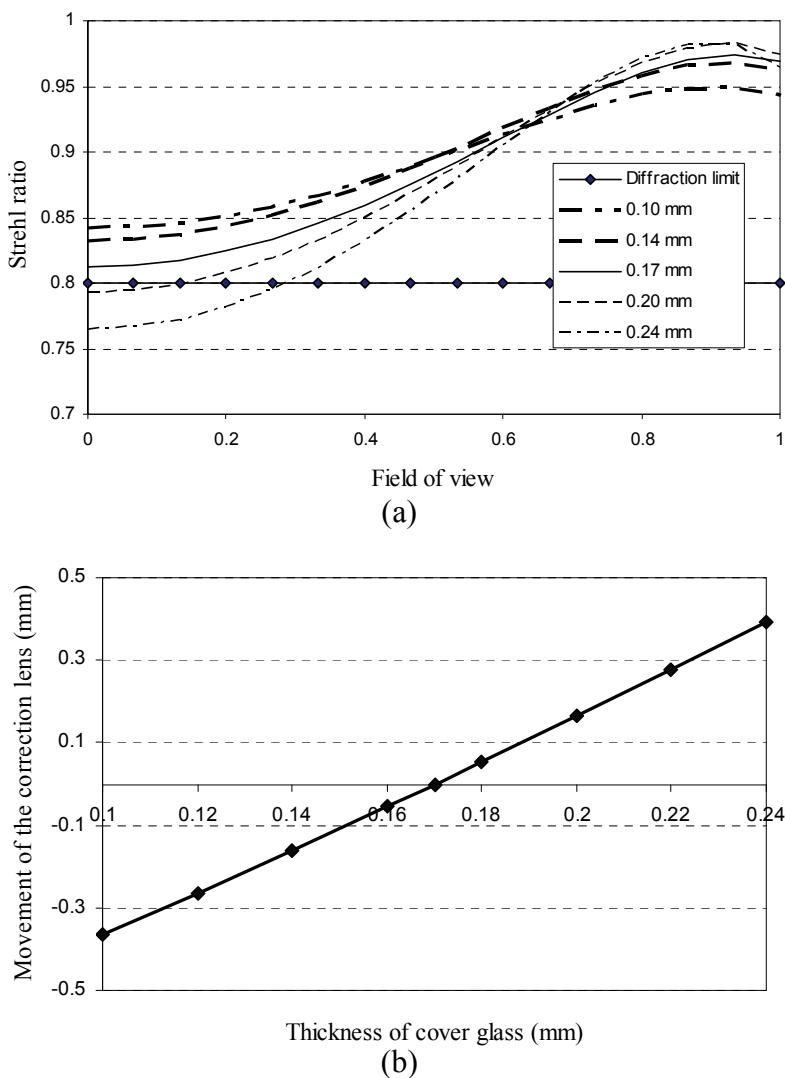 1
0.95
0.9
0.85
0.8
0.75
0.7
Strehl ratio
Diffraction limit
0.10 mm
0.14 mm
0.17 mm
0.20 mm
0.24 mm
0 0.2 0.4 0.6 0.8 1
Field of view
(a)
0.5
0.3
0.1
-0.1
-0.3
-0.5
Movement of the correction lens (mm)
0.1 0.12 0.14 0.16 0.17 0.18 0.2 0.22 0.24
Thickness of cover glass (mm)
(b)